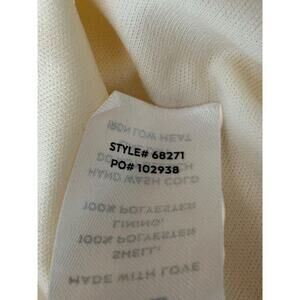 STYLE# 68271
PO# 102938
MADE WITH LOVE
SHELL:
100% POLYESTER
LINING:
100% POLYESTER
HAND WASH COLD
IRON LOW HEAT